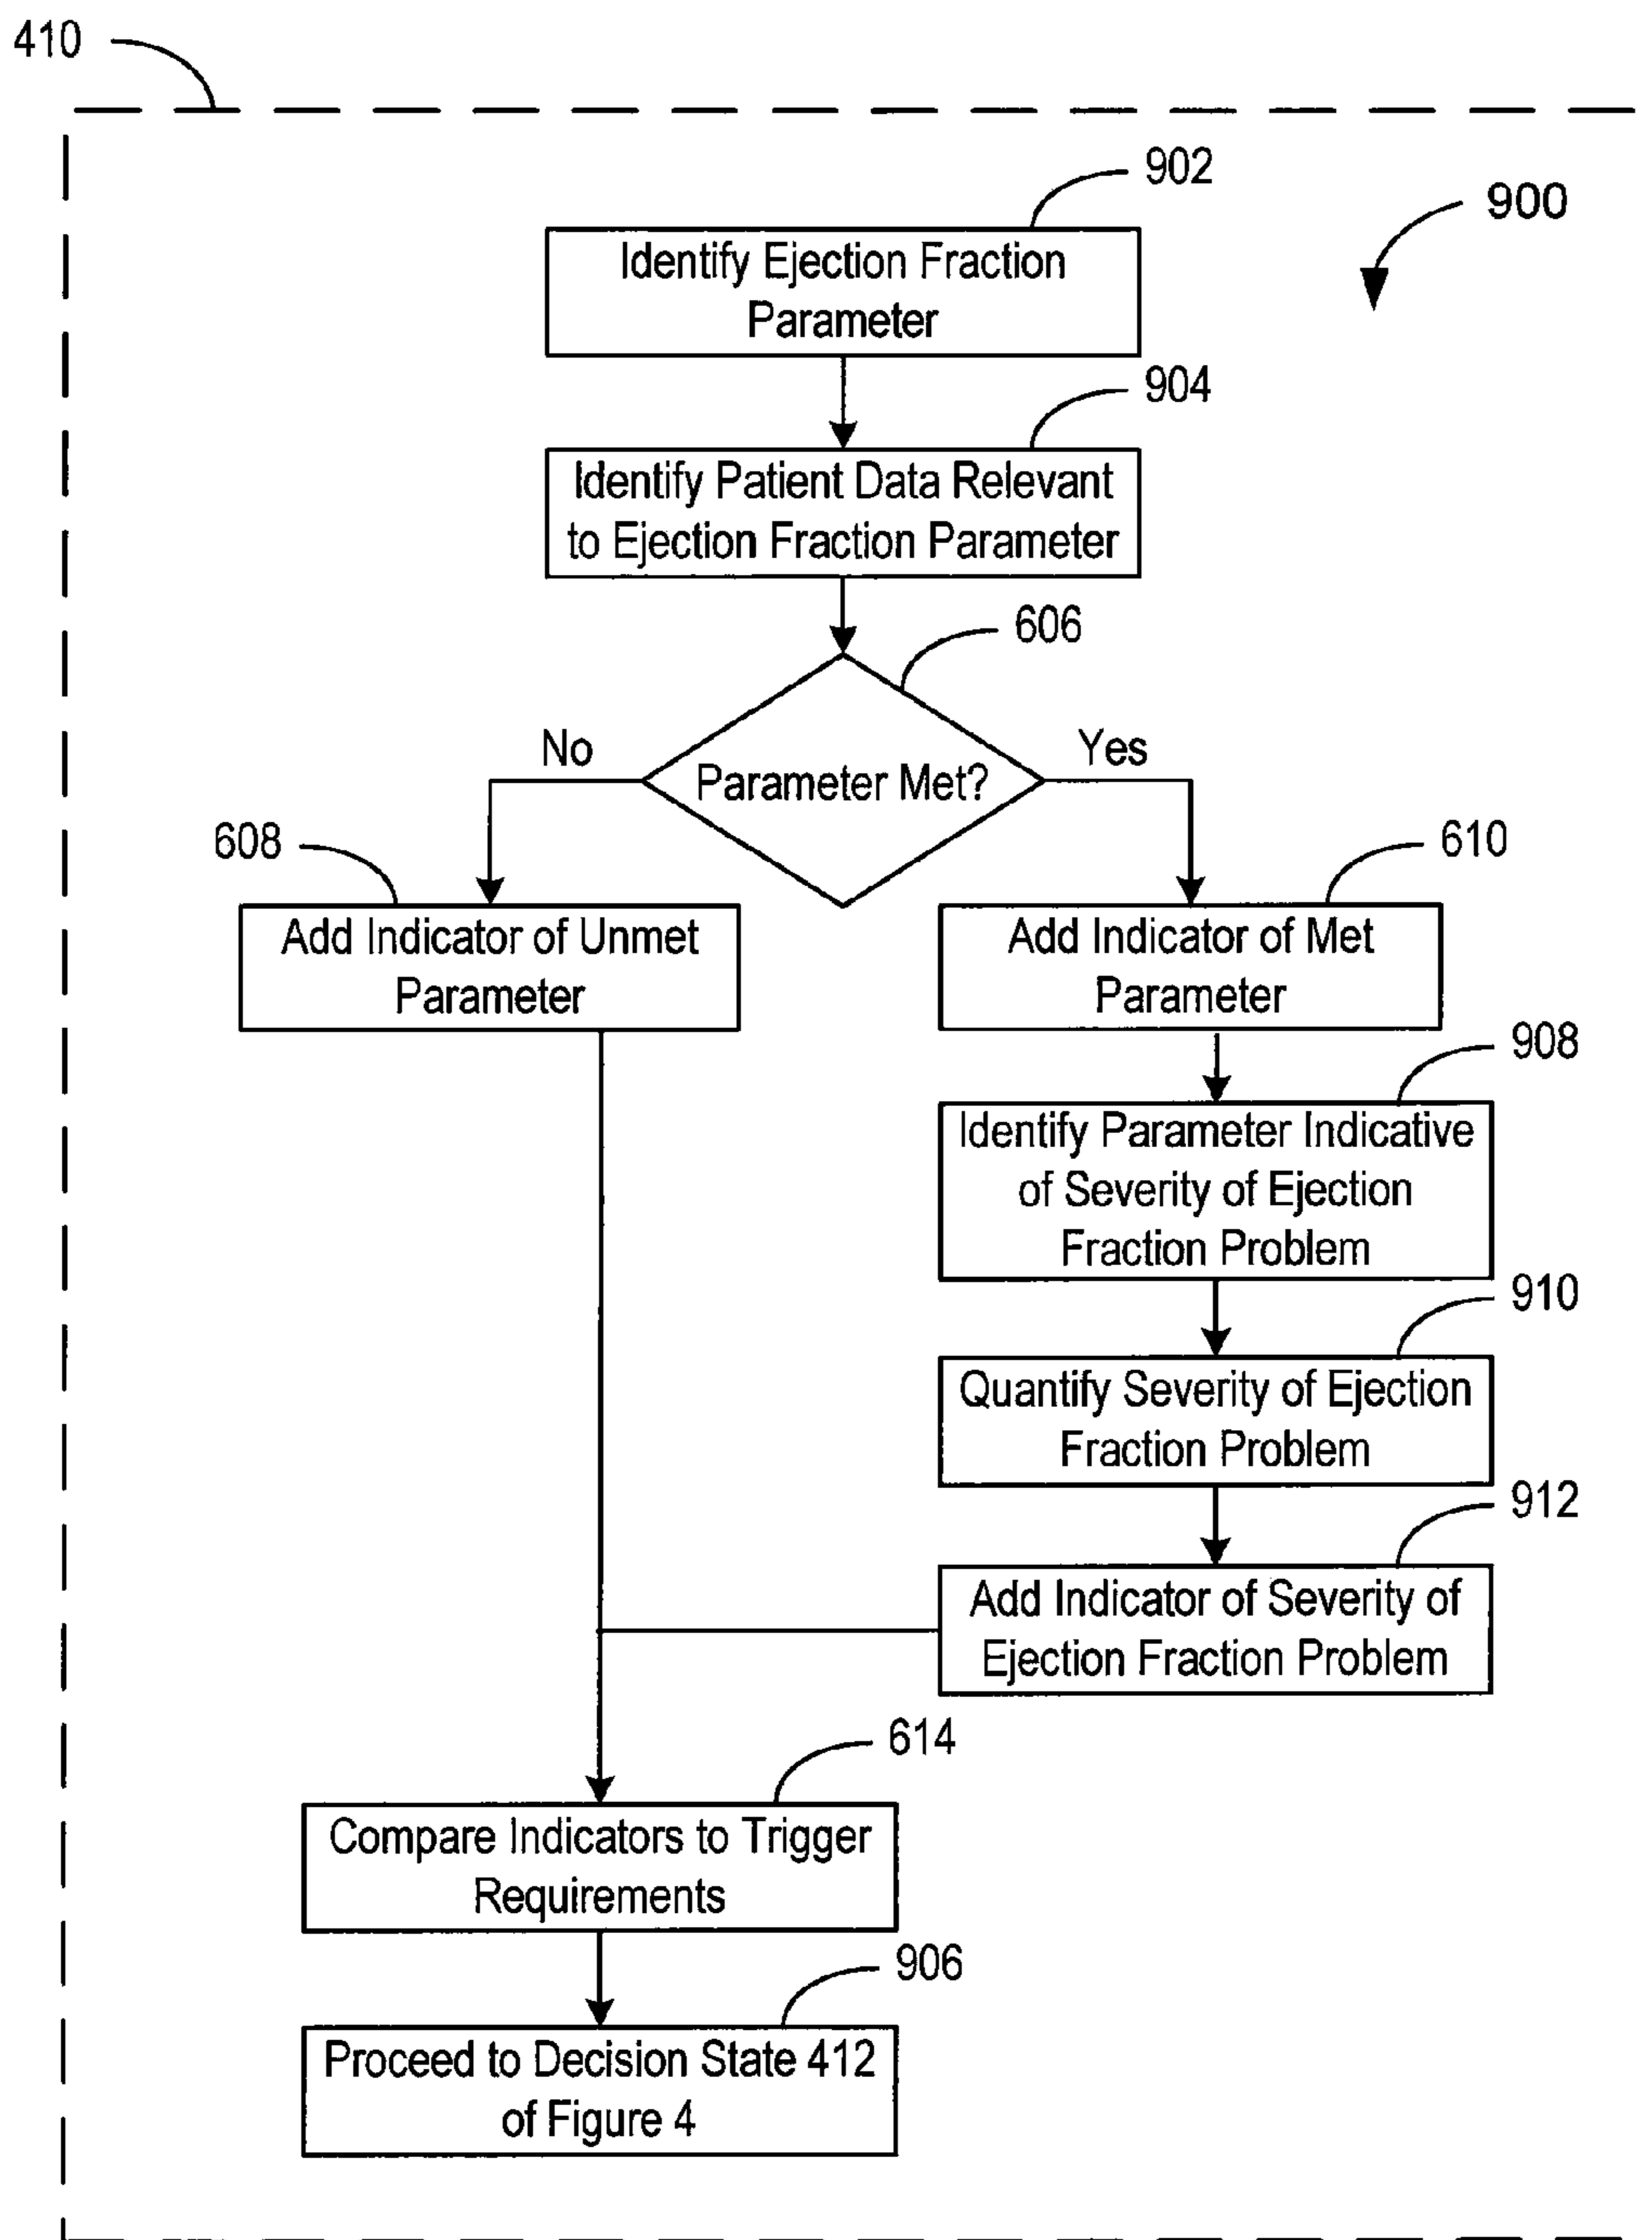 410
902
900
Identify Ejection Fraction
Parameter
904
Identify Patient Data Relevant
to Ejection Fraction Parameter
606
No
Yes
Parameter Met?
608
610
Add Indicator of Unmet
Parameter
Add Indicator of Met
Parameter
908
Identify Parameter Indicative
of Severity of Ejection
Fraction Problem
910
Quantify Severity of Ejection
Fraction Problem
912
Add Indicator of Severity of
Ejection Fraction Problem
614
Compare Indicators to Trigger
Requirements
906
Proceed to Decision State 412
of Figure 4